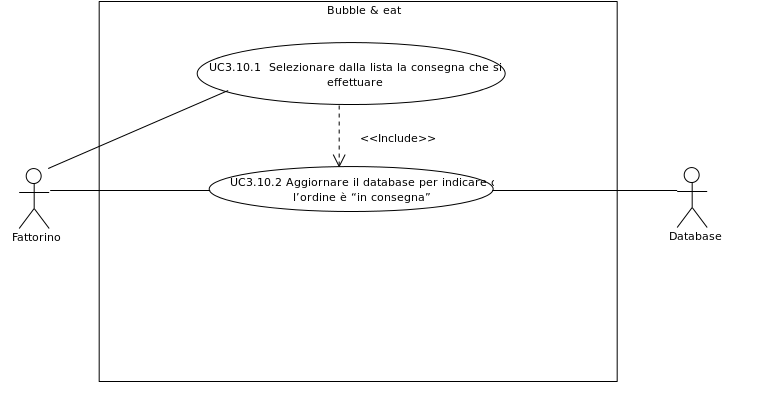 Bubble & eat
UC3.10.1 Selezionare dalla lista la consegna che si
effettuare
<<Include>>
UC3.10.2 Aggiornare il database per indicare
l'ordine è “in consegna”
Fattorino
Database